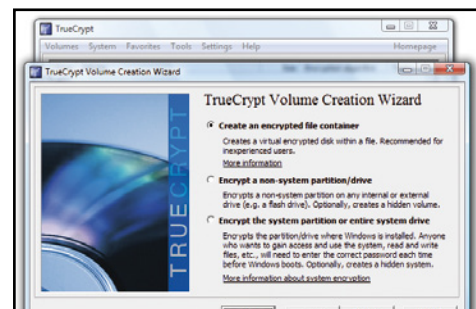 TrueCrypt
Volumes System Favorites Tools Settings Help Homepage
TrueCrypt Volume Creation Wizard
TRUECRYPT
TrueCrypt Volume Creation Wizard
Create an encrypted file container
Creates a virtual encrypted disk within a file. Recommended for
inexperienced users.
More information
Encrypt a non-system partition/drive
Encrypts a non-system partition on any internal or external
drive (e.g. a flash drive). Optionally, creates a hidden volume.
Encrypt the system partition or entire system drive
Encrypts the partition/drive where Windows is installed. Anyone
who wants to gain access and use the system, read and write
files, etc., will need to enter the correct password each time
before Windows boots. Optionally, creates a hidden system.
More information about system encryption